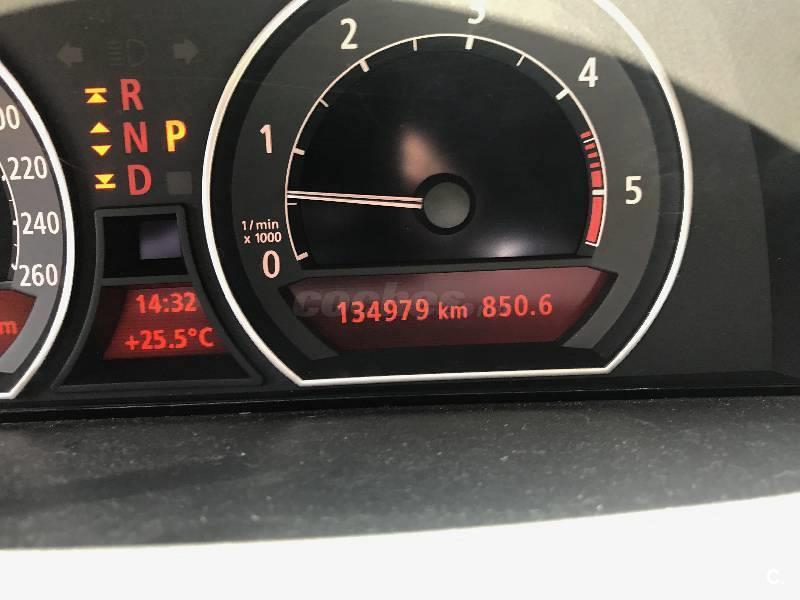 R
N P
D
220
240
260
m
14:32
+25.5°C
0
1
2
3
4
5
1/min
x 1000
134979 km 850.6
coches
C.